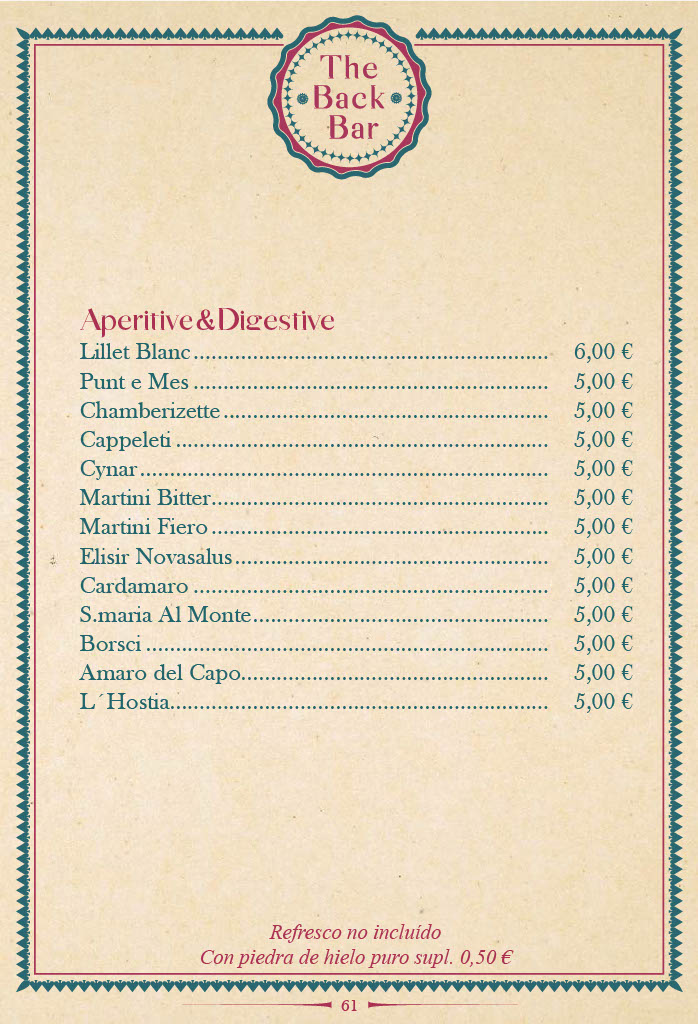 The
Back
Bar
Aperitive & Digestive
Lillet Blanc ........................................................... 6,00 €
Punt e Mes ........................................................... 5,00 €
Chamberizette ...................................................... 5,00 €
Cappeleti .............................................................. 5,00 €
Cynar .................................................................... 5,00 €
Martini Bitter........................................................ 5,00 €
Martini Fiero ........................................................ 5,00 €
Elisir Novasalus .................................................... 5,00 €
Cardamaro ........................................................... 5,00 €
S.maria Al Monte................................................. 5,00 €
Borsci ................................................................... 5,00 €
Amaro del Capo................................................... 5,00 €
L´Hostia............................................................... 5,00 €
Refresco no incluído
Con piedra de hielo puro supl. 0,50 €
61